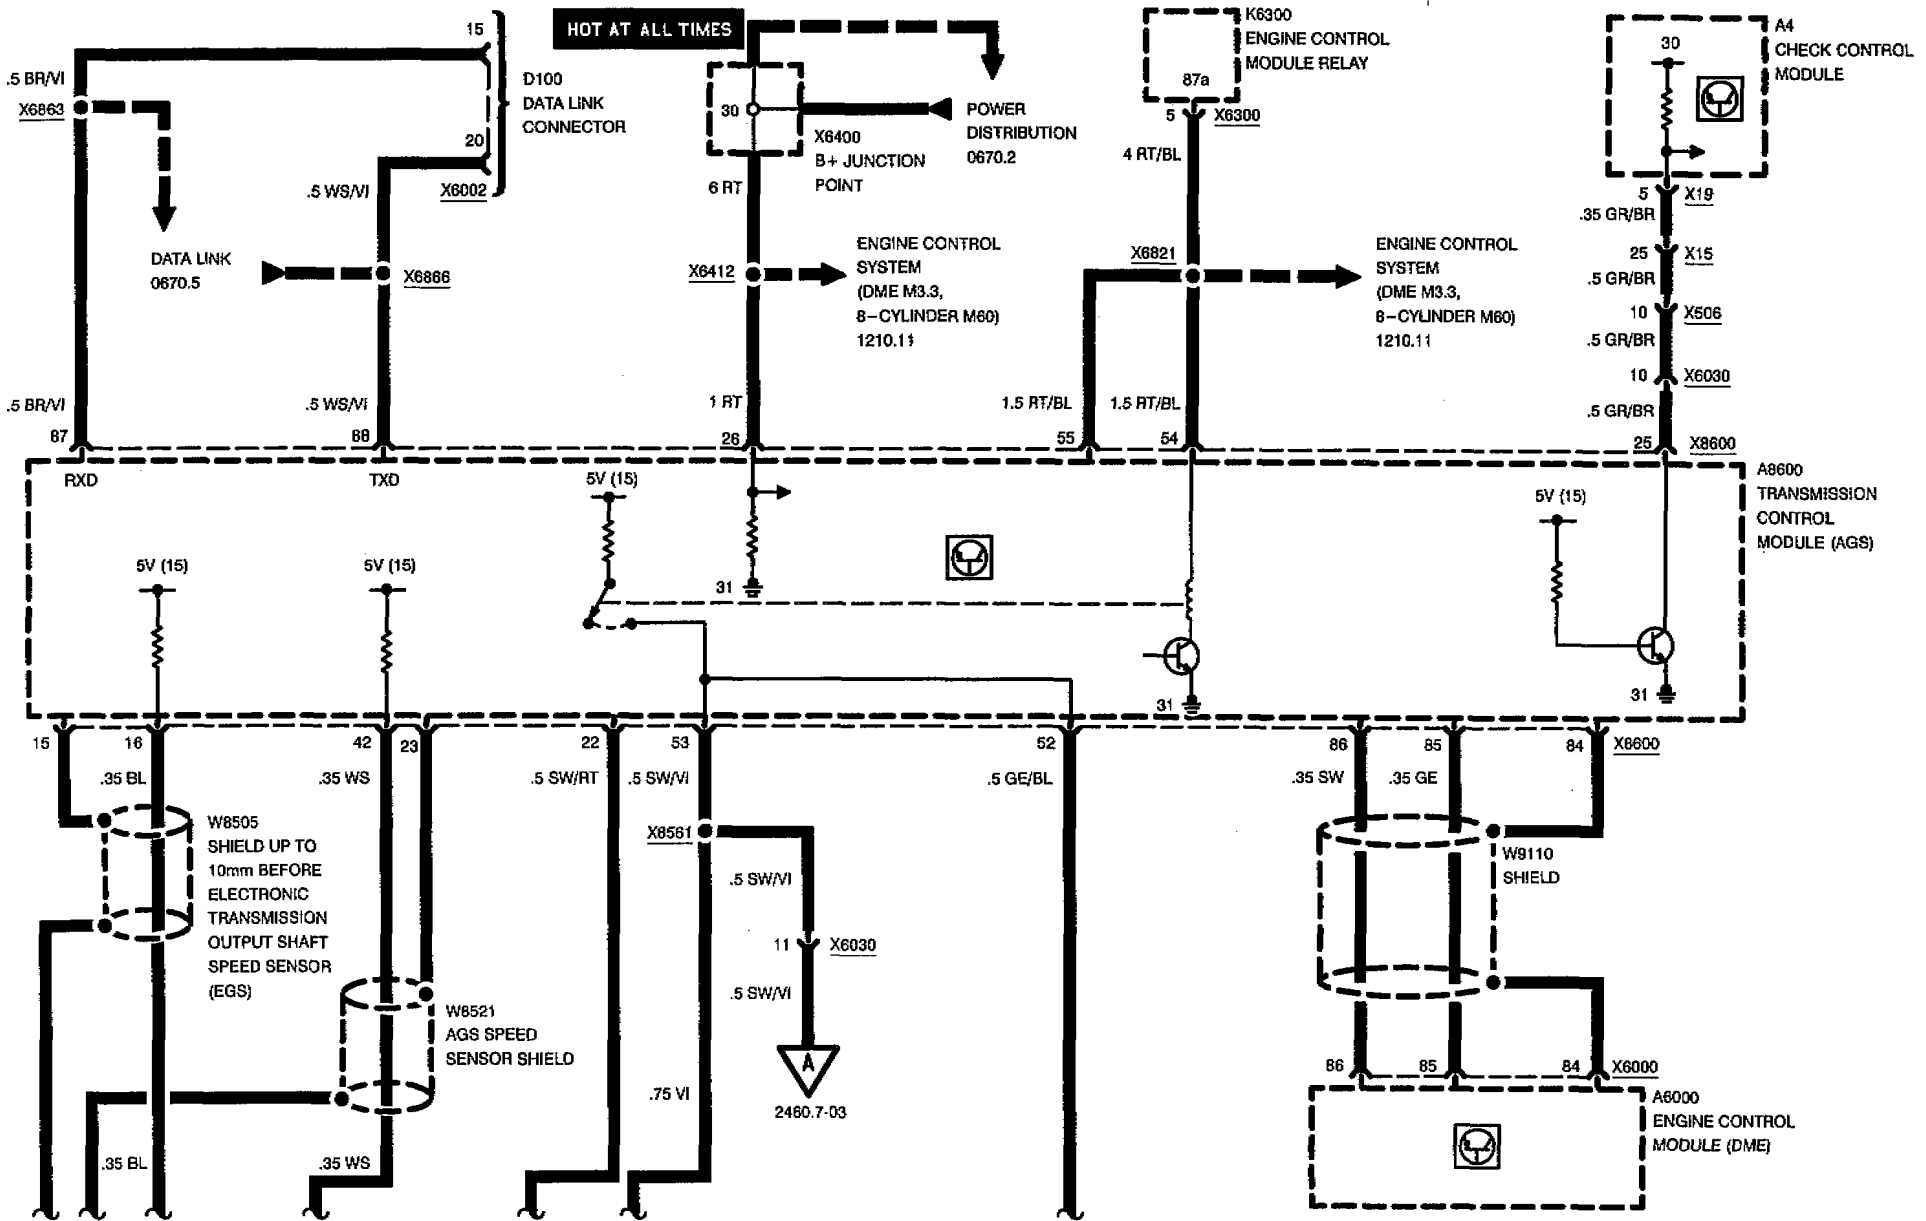 15
HOT AT ALL TIMES
K6300
ENGINE CONTROL
MODULE RELAY
87a
A4
CHECK CONTROL
MODULE
30
.5 BR/VI
X6863
D100
DATA LINK
CONNECTOR
20
X6002
.5 WS/VI
30
X6400
B+ JUNCTION
POINT
POWER
DISTRIBUTION
0670.2
5
X6300
4 RT/BL
6 RT
5
X19
.35 GR/BR
25
X15
.5 GR/BR
10
X506
.5 GR/BR
10
X6030
.5 GR/BR
DATA LINK
0670.5
X6866
X6412
ENGINE CONTROL
SYSTEM
(DME M3.3,
8-CYLINDER M60)
1210.11
X6821
ENGINE CONTROL
SYSTEM
(DME M3.3,
8-CYLINDER M60)
1210.11
.5 BR/VI
.5 WS/VI
1 RT
1.5 RT/BL
1.5 RT/BL
87
88
26
55
54
25
X8600
RXD
TXD
5V (15)
5V (15)
A8600
TRANSMISSION
CONTROL
MODULE (AGS)
5V (15)
5V (15)
31
31
31
15
16
42
23
22
53
52
86
85
84
X8600
.35 BL
.35 WS
.5 SW/RT
.5 SW/VI
.5 GE/BL
.35 SW
.35 GE
W8505
SHIELD UP TO
10mm BEFORE
ELECTRONIC
TRANSMISSION
OUTPUT SHAFT
SPEED SENSOR
(EGS)
X8561
.5 SW/VI
W9110
SHIELD
11
X6030
.5 SW/VI
W8521
AGS SPEED
SENSOR SHIELD
A
2460.7-03
.75 VI
86
85
84
X6000
A6000
ENGINE CONTROL
MODULE (DME)
.35 BL
.35 WS